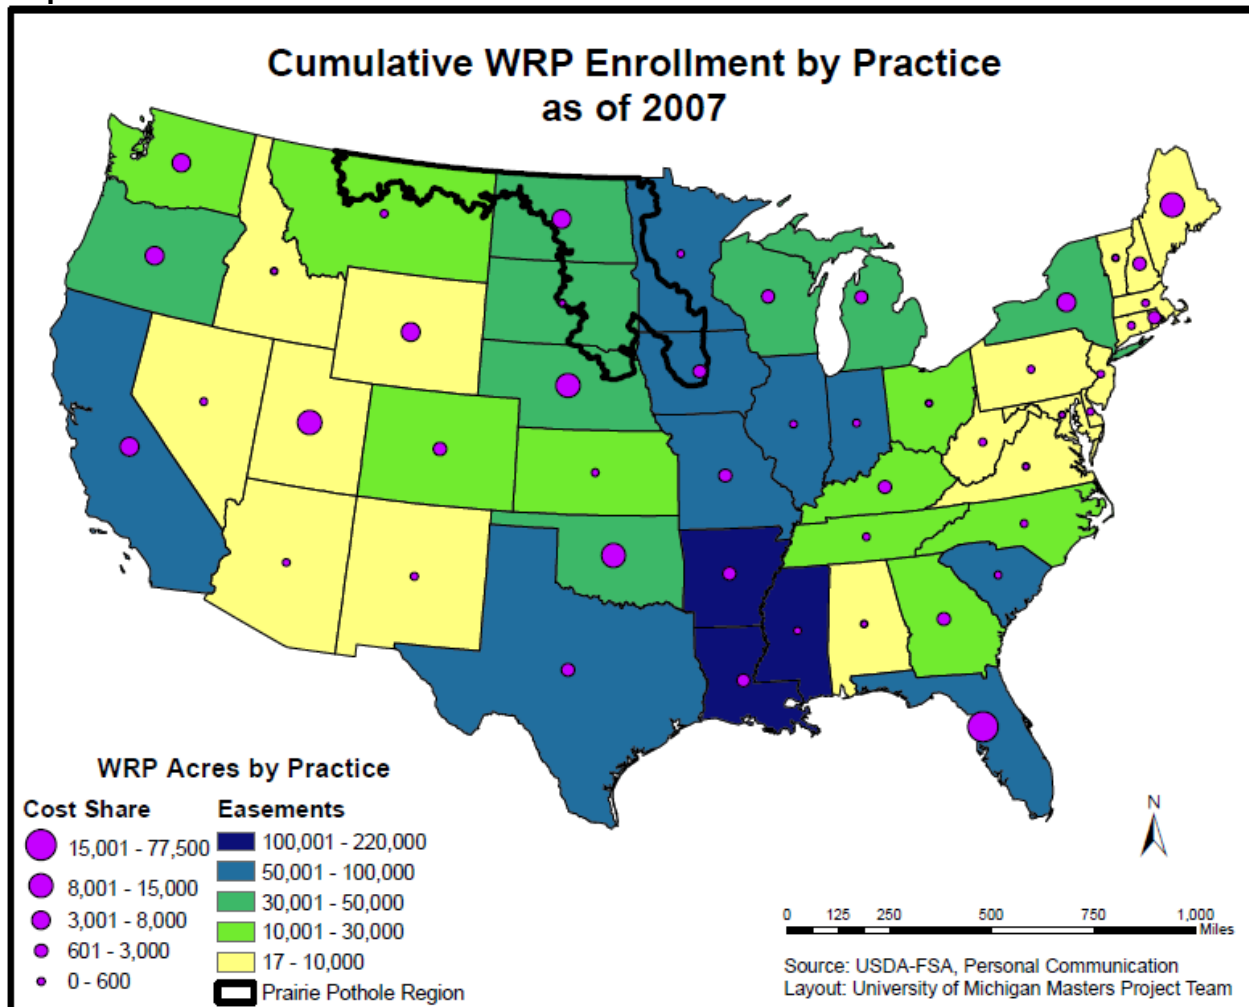 Cumulative WRP Enrollment by Practice
as of 2007
WRP Acres by Practice
Cost Share
15,001 - 77,500
8,001 - 15,000
3,001 - 8,000
601 - 3,000
0 - 600
Easements
100,001 - 220,000
50,001 - 100,000
30,001 - 50,000
10,001 - 30,000
17 - 10,000
Prairie Pothole Region
N
0 125 250 500 750 1,000
Miles
Source: USDA-FSA, Personal Communication
Layout: University of Michigan Masters Project Team